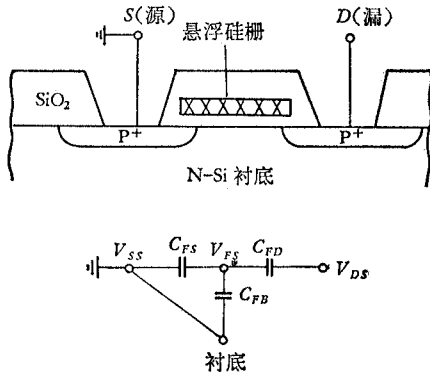 S(源)
D(漏)
悬浮硅栅
SiO₂
P⁺
P⁺
N-Si 衬底
V_SS
C_FS
V_FS
C_FD
V_DS
C_FB
衬底